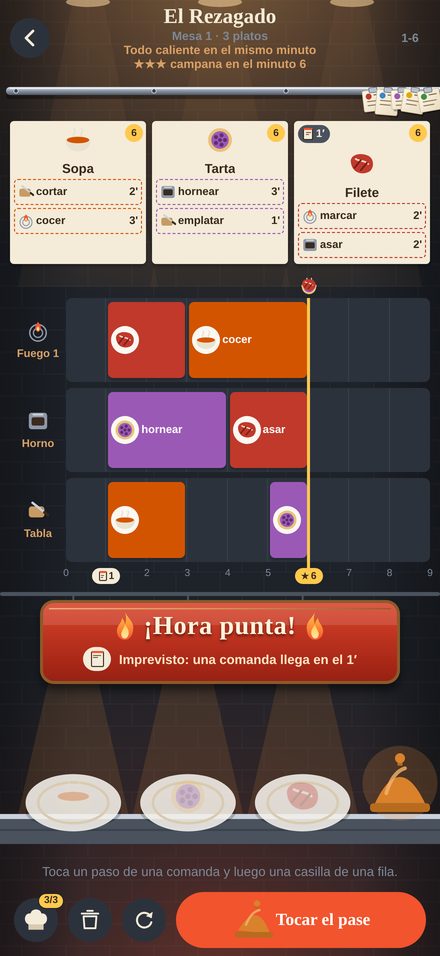 El Rezagado
Mesa 1 · 3 platos
1-6
Todo caliente en el mismo minuto
★★★ campana en el minuto 6
6
Sopa
cortar 2'
cocer 3'
6
Tarta
hornear 3'
emplatar 1'
1′ 6
Filete
marcar 2'
asar 2'
Fuego 1
cocer
Horno
hornear
asar
Tabla
0 1 2 3 4 5 ★6 7 8 9
¡Hora punta!
Imprevisto: una comanda llega en el 1′
Toca un paso de una comanda y luego una casilla de una fila.
3/3
Tocar el pase